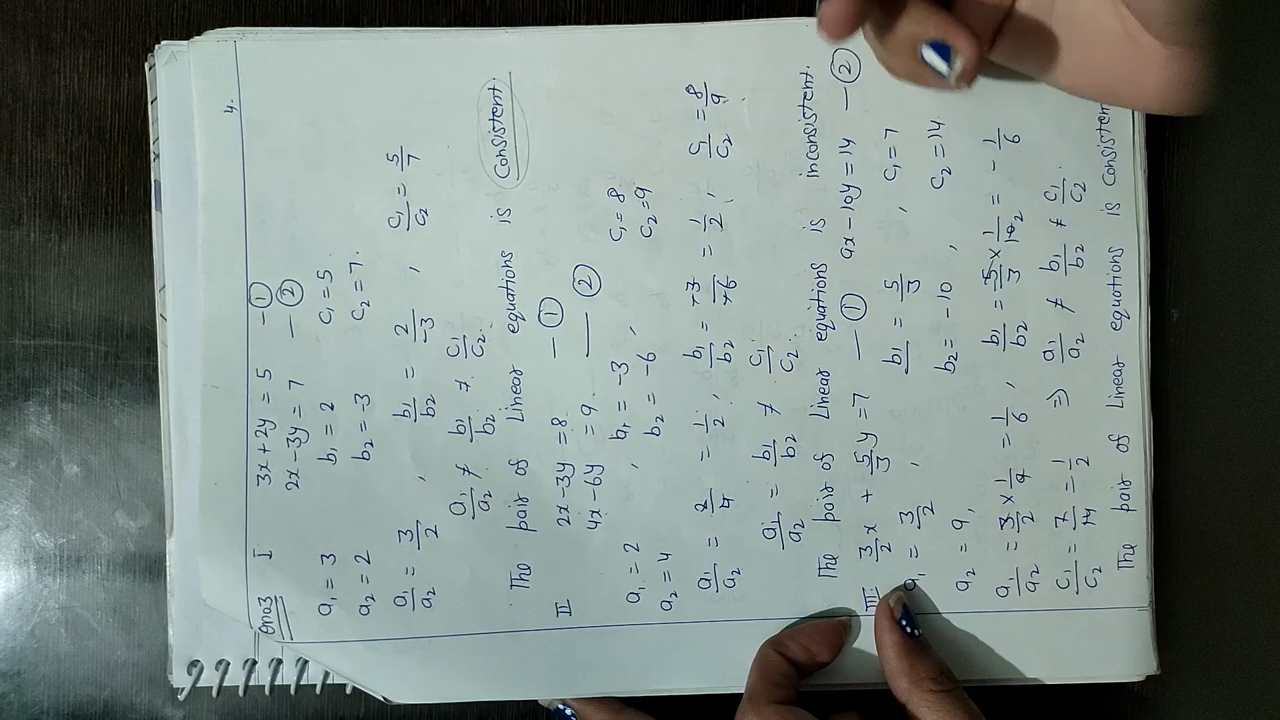 4.
Qno3 I 3x + 2y = 5 — ①
2x - 3y = 7 — ②
a₁ = 3 b₁ = 2 c₁ = 5.
a₂ = 2 b₂ = -3 c₂ = 7.
a₁/a₂ = 3/2 , b₁/b₂ = 2/-3 , c₁/c₂ = 5/7
a₁/a₂ ≠ b₁/b₂ ≠ c₁/c₂.
The pair of Linear equations is Consistent.
II 2x - 3y = 8. — ①
4x - 6y = 9. — ②
a₁ = 2 , b₁ = -3 , c₁ = 8
a₂ = 4 b₂ = -6, c₂ = 9
a₁/a₂ = 2/4 = 1/2, b₁/b₂ = +3/+6 = 1/2, c₁/c₂ = 8/9
a₁/a₂ = b₁/b₂ ≠ c₁/c₂.
The pair of Linear equations is inconsistent.
III 3/2 x + 5/3 y = 7 — ① 9x - 10y = 14 — ②
a₁ = 3/2 , b₁ = 5/3 , c₁ = 7
a₂ = 9, b₂ = -10 , c₂ = 14
a₁/a₂ = 3/2 × 1/9 = 1/6 , b₁/b₂ = 5/3 × 1/10 2 = - 1/6
c₁/c₂ = 7/14 = 1/2 ⇒ a₁/a₂ ≠ b₁/b₂ ≠ c₁/c₂.
The pair of Linear equations is Consisten